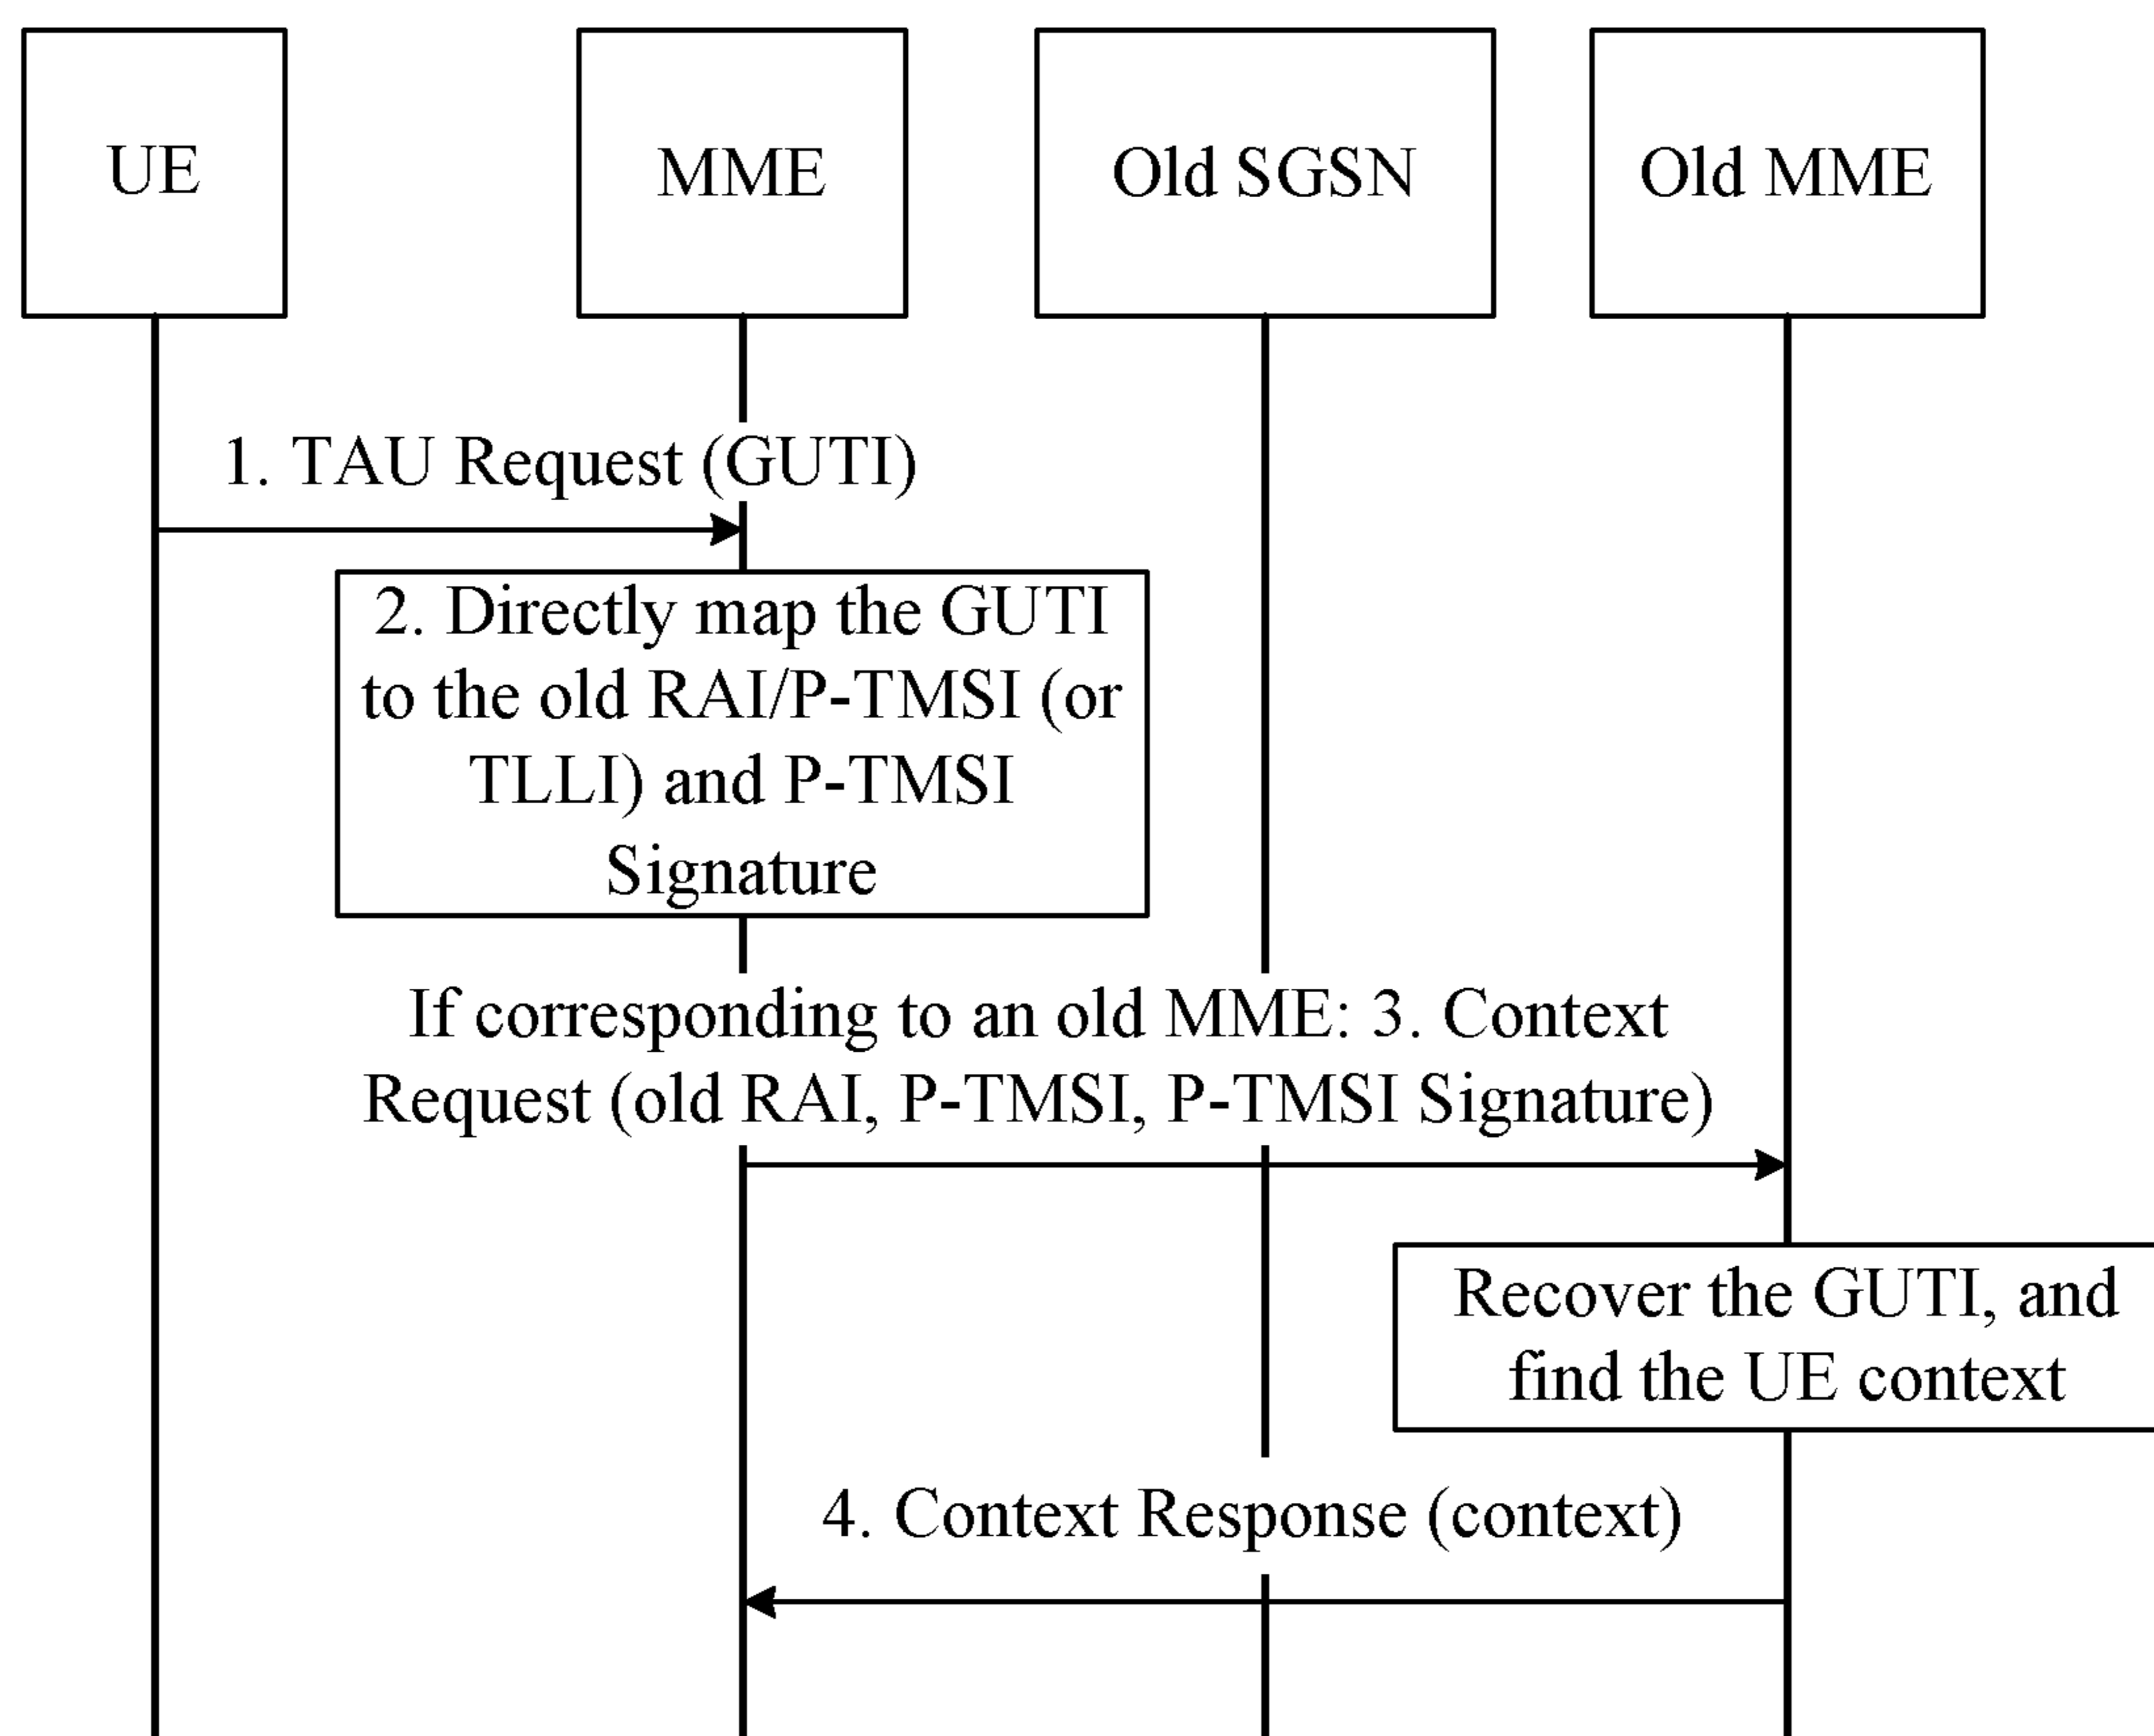 UE
MME
Old SGSN
Old MME
1. TAU Request (GUTI)
2. Directly map the GUTI
to the old RAI/P-TMSI (or
TLLI) and P-TMSI
Signature
If corresponding to an old MME: 3. Context
Request (old RAI, P-TMSI, P-TMSI Signature)
Recover the GUTI, and
find the UE context
4. Context Response (context)